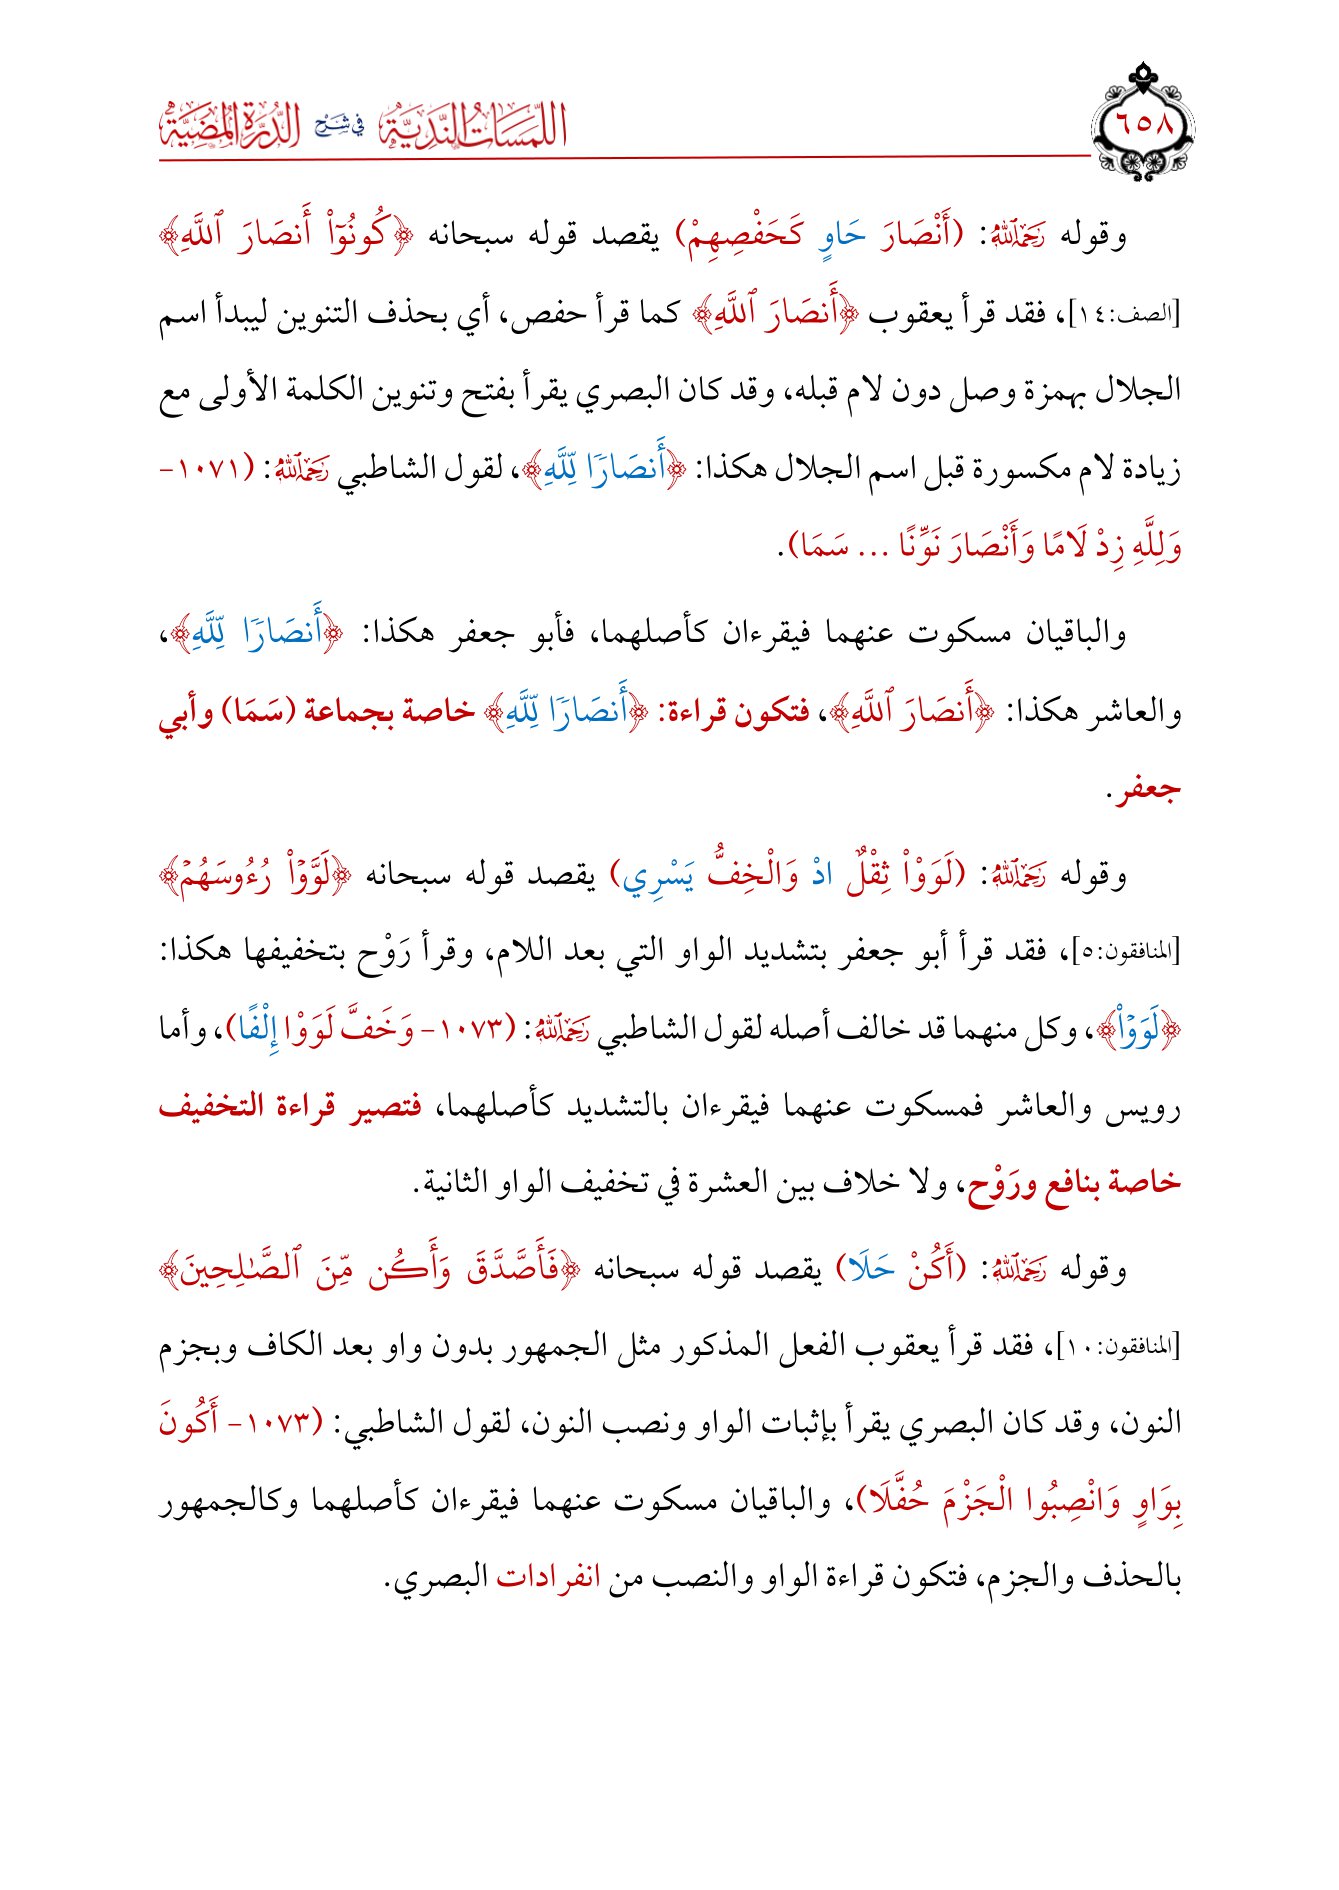 اللَّمَسَاتُ النَّدِيَّةُ فِي شَرْحِ الدُّرَّةِ المُضِيَّةِ
٦٥٨
وقوله رَحِمَهُ ٱللَّهُ: (أَنْصَارَ حَاوٍ كَحَفْصِهِمْ) يقصد قوله سبحانه ﴿كُونُوٓاْ أَنصَارَ ٱللَّهِ﴾
[الصف:١٤]، فقد قرأ يعقوب ﴿أَنصَارَ ٱللَّهِ﴾ كما قرأ حفص، أي بحذف التنوين ليبدأ اسم
الجلال بهمزة وصل دون لام قبله، وقد كان البصري يقرأ بفتح وتنوين الكلمة الأولى مع
زيادة لام مكسورة قبل اسم الجلال هكذا: ﴿أَنصَارٗا لِّلَّهِ﴾، لقول الشاطبي رَحِمَهُ ٱللَّهُ: (١٠٧١-
وَلِلَّهِ زِدْ لَامًا وَأَنْصَارَ نَوِّنًا ... سَمَا).
والباقيان مسكوت عنهما فيقرءان كأصلهما، فأبو جعفر هكذا: ﴿أَنصَارٗا لِّلَّهِ﴾،
والعاشر هكذا: ﴿أَنصَارَ ٱللَّهِ﴾، فتكون قراءة: ﴿أَنصَارٗا لِّلَّهِ﴾ خاصة بجماعة (سَمَا) وأبي
جعفر.
وقوله رَحِمَهُ ٱللَّهُ: (لَوَوْاْ ثِقْلٌ ادْ وَالْخِفُّ يَسْرِي) يقصد قوله سبحانه ﴿لَوَّوۡاْ رُءُوسَهُمۡ﴾
[المنافقون:٥]، فقد قرأ أبو جعفر بتشديد الواو التي بعد اللام، وقرأ رَوْح بتخفيفها هكذا:
﴿لَوَوۡاْ﴾، وكل منهما قد خالف أصله لقول الشاطبي رَحِمَهُ ٱللَّهُ: (١٠٧٣- وَخَفَّ لَوَوْا إِلْفًا)، وأما
رويس والعاشر فمسكوت عنهما فيقرءان بالتشديد كأصلهما، فتصير قراءة التخفيف
خاصة بنافع ورَوْح، ولا خلاف بين العشرة في تخفيف الواو الثانية.
وقوله رَحِمَهُ ٱللَّهُ: (أَكُنْ حَلَا) يقصد قوله سبحانه ﴿فَأَصَّدَّقَ وَأَكُن مِّنَ ٱلصَّٰلِحِينَ﴾
[المنافقون:١٠]، فقد قرأ يعقوب الفعل المذكور مثل الجمهور بدون واو بعد الكاف وبجزم
النون، وقد كان البصري يقرأ بإثبات الواو ونصب النون، لقول الشاطبي: (١٠٧٣- أَكُونَ
بِوَاوٍ وَانْصِبُوا الْجَزْمَ حُفَّلَا)، والباقيان مسكوت عنهما فيقرءان كأصلهما وكالجمهور
بالحذف والجزم، فتكون قراءة الواو والنصب من انفرادات البصري.